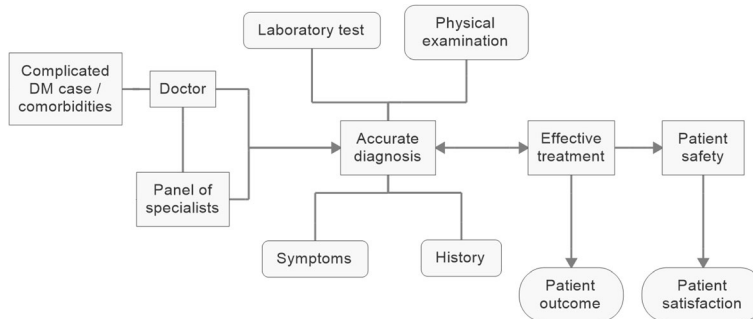 Laboratory test
Physical
examination
Complicated
DM case /
comorbidities
Doctor
Accurate
diagnosis
Effective
treatment
Patient
safety
Panel of
specialists
Symptoms
History
Patient
outcome
Patient
satisfaction